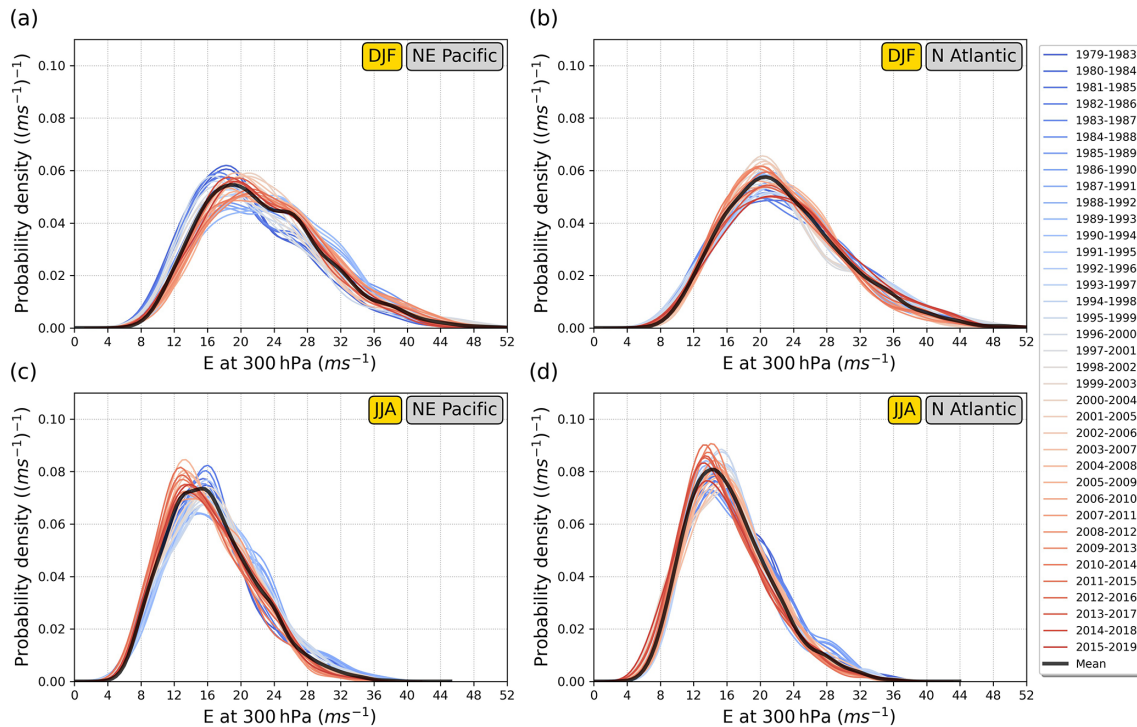 (a)
DJF NE Pacific
Probability density ((ms⁻¹)⁻¹)
0.10
0.08
0.06
0.04
0.02
0.00
0 4 8 12 16 20 24 28 32 36 40 44 48 52
E at 300 hPa (ms⁻¹)
(b)
DJF N Atlantic
Probability density ((ms⁻¹)⁻¹)
0.10
0.08
0.06
0.04
0.02
0.00
0 4 8 12 16 20 24 28 32 36 40 44 48 52
E at 300 hPa (ms⁻¹)
(c)
JJA NE Pacific
Probability density ((ms⁻¹)⁻¹)
0.10
0.08
0.06
0.04
0.02
0.00
0 4 8 12 16 20 24 28 32 36 40 44 48 52
E at 300 hPa (ms⁻¹)
(d)
JJA N Atlantic
Probability density ((ms⁻¹)⁻¹)
0.10
0.08
0.06
0.04
0.02
0.00
0 4 8 12 16 20 24 28 32 36 40 44 48 52
E at 300 hPa (ms⁻¹)
1979-1983
1980-1984
1981-1985
1982-1986
1983-1987
1984-1988
1985-1989
1986-1990
1987-1991
1988-1992
1989-1993
1990-1994
1991-1995
1992-1996
1993-1997
1994-1998
1995-1999
1996-2000
1997-2001
1998-2002
1999-2003
2000-2004
2001-2005
2002-2006
2003-2007
2004-2008
2005-2009
2006-2010
2007-2011
2008-2012
2009-2013
2010-2014
2011-2015
2012-2016
2013-2017
2014-2018
2015-2019
Mean